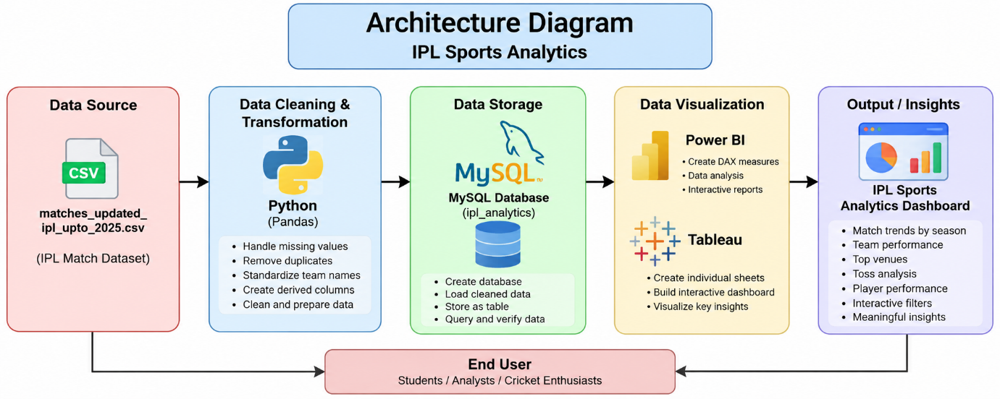 Architecture Diagram
IPL Sports Analytics
Data Source
CSV
matches_updated_
ipl_upto_2025.csv
(IPL Match Dataset)
Data Cleaning &
Transformation
Python
(Pandas)
• Handle missing values
• Remove duplicates
• Standardize team names
• Create derived columns
• Clean and prepare data
Data Storage
MySQL™
MySQL Database
(ipl_analytics)
• Create database
• Load cleaned data
• Store as table
• Query and verify data
Data Visualization
Power BI
• Create DAX measures
• Data analysis
• Interactive reports
Tableau
• Create individual sheets
• Build interactive dashboard
• Visualize key insights
Output / Insights
IPL Sports
Analytics Dashboard
• Match trends by season
• Team performance
• Top venues
• Toss analysis
• Player performance
• Interactive filters
• Meaningful insights
End User
Students / Analysts / Cricket Enthusiasts